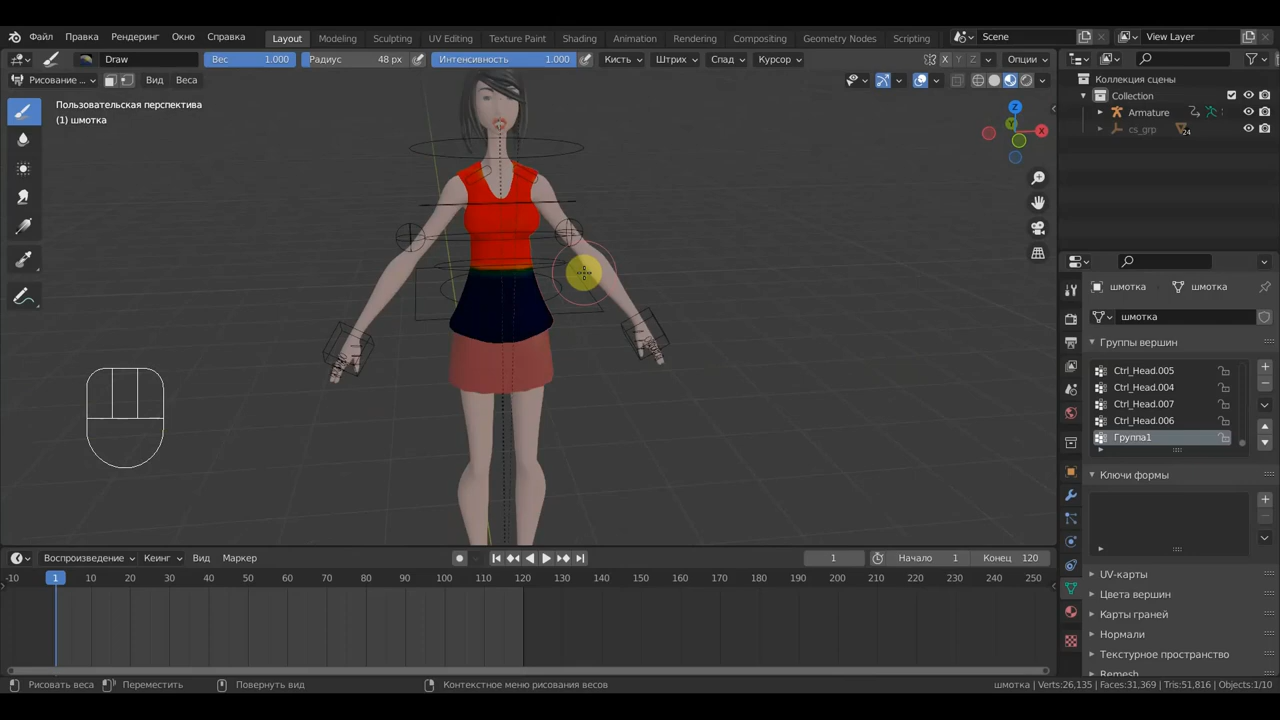 Файл Правка Рендеринг Окно Справка Layout Modeling Sculpting UV Editing Texture Paint Shading Animation Rendering Compositing Geometry Nodes Scripting Scene View Layer
Draw Вес 1.000 Радиус 48 px Интенсивность 1.000 Кисть Штрих Спад Курсор X Y Z Опции
Рисование ... Вид Веса
Пользовательская перспектива
(1) шмотка
Z
X
Y
Коллекция сцены
Collection
Armature
cs_grp 24
шмотка шмотка
шмотка
Группы вершин
Ctrl_Head.005
Ctrl_Head.004
Ctrl_Head.007
Ctrl_Head.006
Группа1
Ключи формы
UV-карты
Цвета вершин
Карты граней
Нормали
Текстурное пространство
Remesh
Воспроизведение Кеинг Вид Маркер 1 Начало 1 Конец 120
-10 1 10 20 30 40 50 60 70 80 90 100 110 120 130 140 150 160 170 180 190 200 210 220 230 240 250
Рисовать веса Переместить Повернуть вид Контекстное меню рисования весов шмотка | Verts:26,135 | Faces:31,369 | Tris:51,816 | Objects:1/10